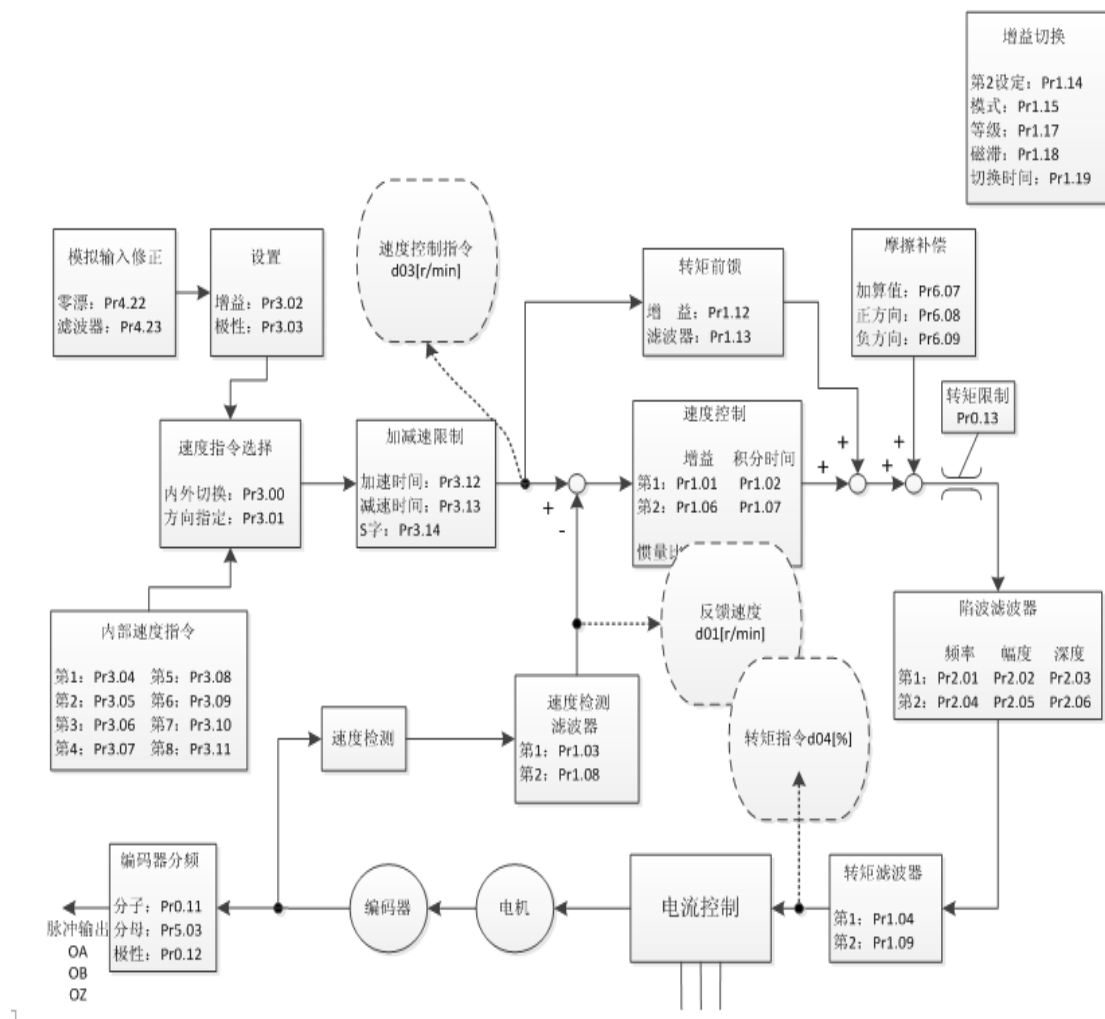 增益切换
第2设定：Pr1.14
模式：Pr1.15
等级：Pr1.17
磁滞：Pr1.18
切换时间：Pr1.19
模拟输入修正
零漂：Pr4.22
滤波器：Pr4.23
设置
增益：Pr3.02
极性：Pr3.03
速度控制指令
d03[r/min]
转矩前馈
增　益：Pr1.12
滤波器：Pr1.13
摩擦补偿
加算值：Pr6.07
正方向：Pr6.08
负方向：Pr6.09
转矩限制
Pr0.13
速度指令选择
内外切换：Pr3.00
方向指定：Pr3.01
加减速限制
加速时间：Pr3.12
减速时间：Pr3.13
S字：Pr3.14
+
-
速度控制
增益 积分时间
第1：Pr1.01 Pr1.02
第2：Pr1.06 Pr1.07
惯量比
+
+
+
+
内部速度指令
第1：Pr3.04 第5：Pr3.08
第2：Pr3.05 第6：Pr3.09
第3：Pr3.06 第7：Pr3.10
第4：Pr3.07 第8：Pr3.11
反馈速度
d01[r/min]
陷波滤波器
频率 幅度 深度
第1：Pr2.01 Pr2.02 Pr2.03
第2：Pr2.04 Pr2.05 Pr2.06
速度检测
速度检测
滤波器
第1：Pr1.03
第2：Pr1.08
转矩指令d04[%]
编码器分频
分子：Pr0.11
分母：Pr5.03
极性：Pr0.12
脉冲输出
OA
OB
OZ
编码器
电机
电流控制
转矩滤波器
第1：Pr1.04
第2：Pr1.09